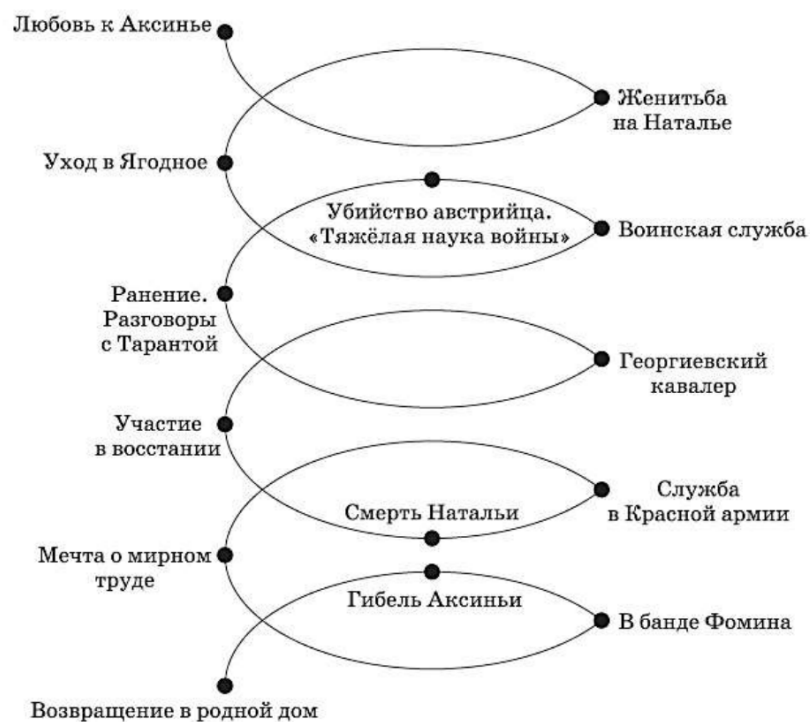 Любовь к Аксинье
Женитьба
на Наталье
Уход в Ягодное
Убийство австрийца.
«Тяжёлая наука войны»
Воинская служба
Ранение.
Разговоры
с Тарантой
Георгиевский
кавалер
Участие
в восстании
Служба
в Красной армии
Смерть Натальи
Мечта о мирном
труде
Гибель Аксиньи
В банде Фомина
Возвращение в родной дом